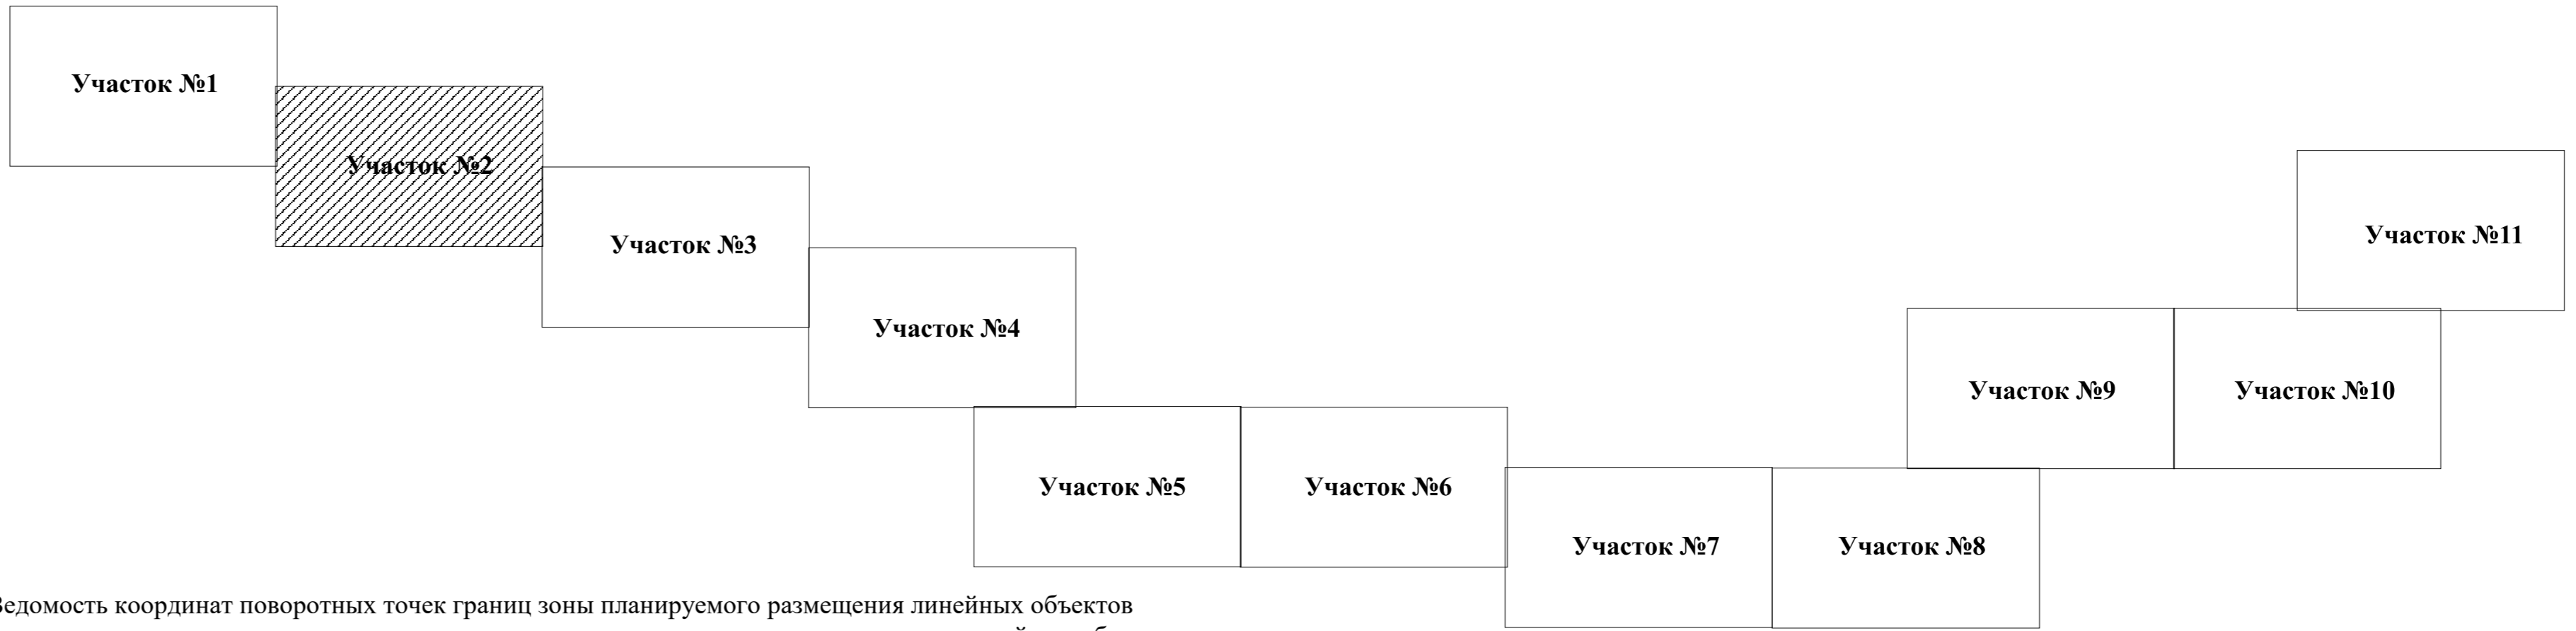 Участок №1
Участок №2
Участок №3
Участок №4
Участок №5
Участок №6
Участок №7
Участок №8
Участок №9
Участок №10
Участок №11
Ведомость координат поворотных точек границ зоны планируемого размещения линейных объектов